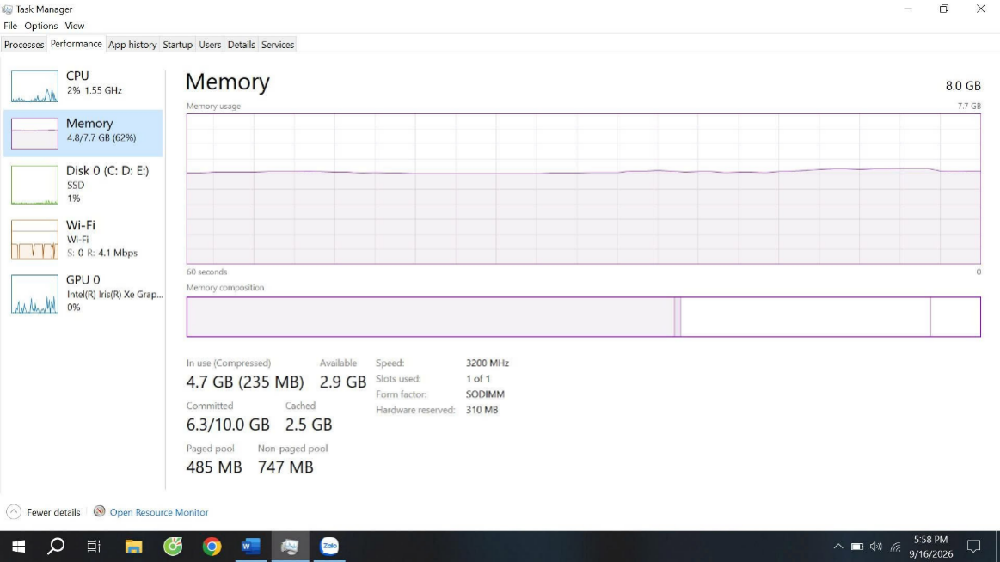 Task Manager
File Options View
Processes Performance App history Startup Users Details Services
CPU
2% 1.55 GHz
Memory
4.8/7.7 GB (62%)
Disk 0 (C: D: E:)
SSD
1%
Wi-Fi
Wi-Fi
S: 0 R: 4.1 Mbps
GPU 0
Intel(R) Iris(R) Xe Grap...
0%
Memory 8.0 GB
Memory usage 7.7 GB
60 seconds 0
Memory composition
In use (Compressed) Available
4.7 GB (235 MB) 2.9 GB
Committed Cached
6.3/10.0 GB 2.5 GB
Paged pool Non-paged pool
485 MB 747 MB
Speed: 3200 MHz
Slots used: 1 of 1
Form factor: SODIMM
Hardware reserved: 310 MB
Fewer details Open Resource Monitor
W Zalo
5:58 PM
9/16/2026